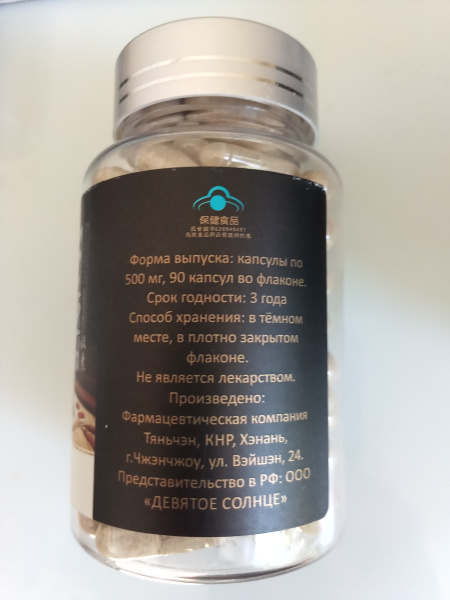 保健食品
Форма выпуска: капсулы по
500 мг, 90 капсул во флаконе.
Срок годности: 3 года
Способ хранения: в тёмном
месте, в плотно закрытом
флаконе.
Не является лекарством.
Произведено:
Фармацевтическая компания
Тяньчэн, КНР, Хэнань,
г.Чжэнчжоу, ул. Вэйшэн, 24.
Представительство в РФ: ООО
«ДЕВЯТОЕ СОЛНЦЕ»